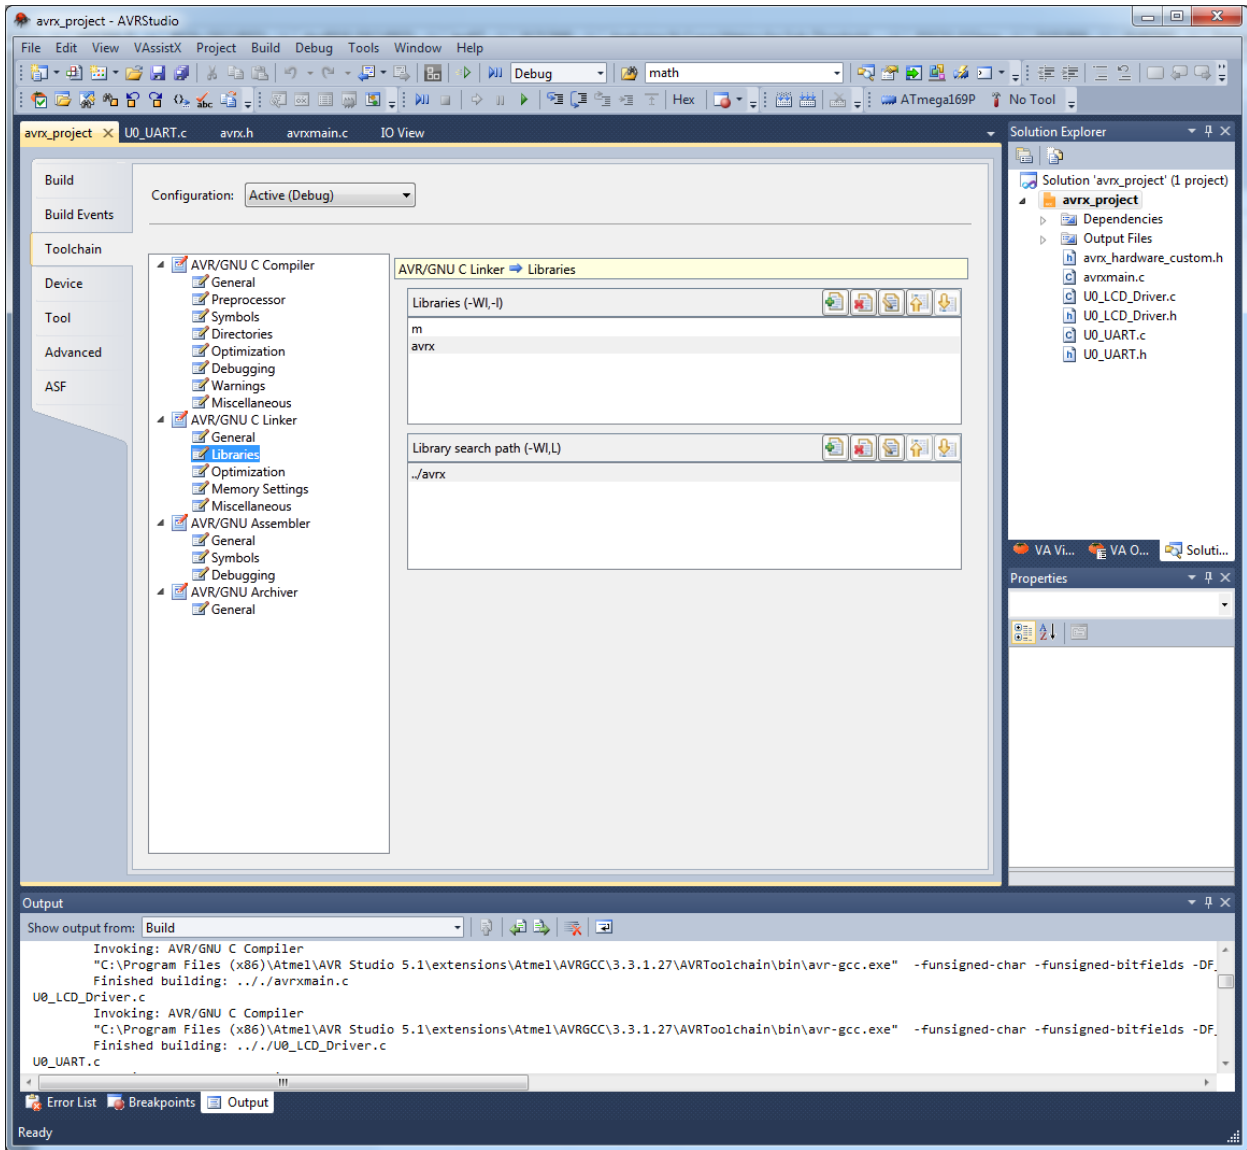 avrx_project - AVRStudio
File Edit View VAssistX Project Build Debug Tools Window Help
Debug math
Hex ATmega169P No Tool
avrx_project U0_UART.c avrx.h avrxmain.c IO View
Build
Build Events
Toolchain
Device
Tool
Advanced
ASF
Configuration: Active (Debug)
AVR/GNU C Compiler
General
Preprocessor
Symbols
Directories
Optimization
Debugging
Warnings
Miscellaneous
AVR/GNU C Linker
General
Libraries
Optimization
Memory Settings
Miscellaneous
AVR/GNU Assembler
General
Symbols
Debugging
AVR/GNU Archiver
General
AVR/GNU C Linker ➡ Libraries
Libraries (-Wl,-l)
m
avrx
Library search path (-Wl,L)
../avrx
Solution Explorer
Solution 'avrx_project' (1 project)
avrx_project
Dependencies
Output Files
avrx_hardware_custom.h
avrxmain.c
U0_LCD_Driver.c
U0_LCD_Driver.h
U0_UART.c
U0_UART.h
VA Vi... VA O... Soluti...
Properties
Output
Show output from: Build
Invoking: AVR/GNU C Compiler
"C:\Program Files (x86)\Atmel\AVR Studio 5.1\extensions\Atmel\AVRGCC\3.3.1.27\AVRToolchain\bin\avr-gcc.exe" -funsigned-char -funsigned-bitfields -DF_
Finished building: .././avrxmain.c
U0_LCD_Driver.c
Invoking: AVR/GNU C Compiler
"C:\Program Files (x86)\Atmel\AVR Studio 5.1\extensions\Atmel\AVRGCC\3.3.1.27\AVRToolchain\bin\avr-gcc.exe" -funsigned-char -funsigned-bitfields -DF_
Finished building: .././U0_LCD_Driver.c
U0_UART.c
Error List Breakpoints Output
Ready